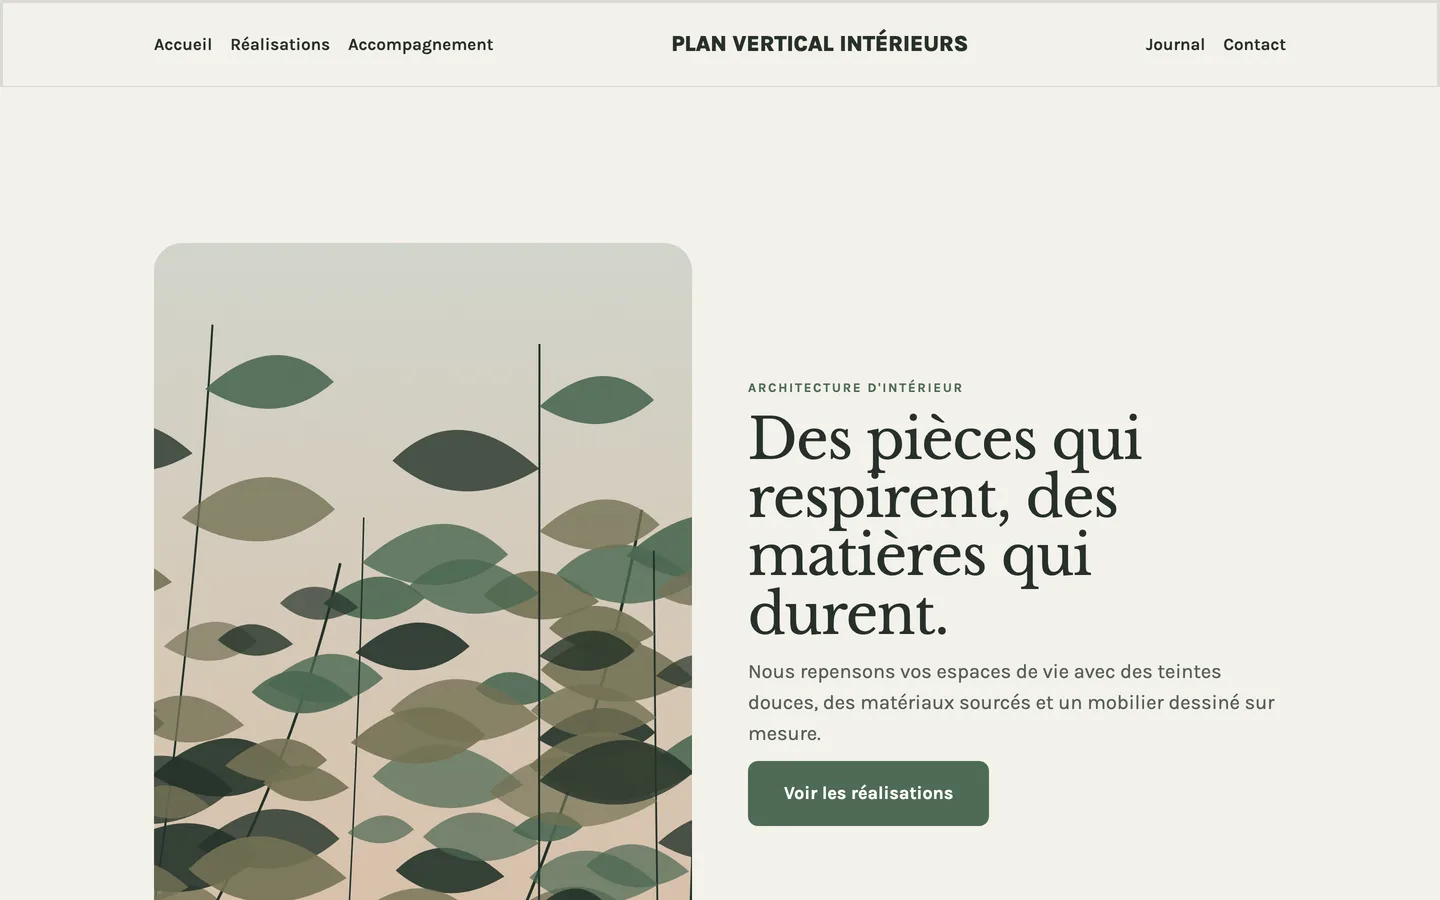 Accueil Réalisations Accompagnement PLAN VERTICAL INTÉRIEURS Journal Contact
ARCHITECTURE D'INTÉRIEUR
Des pièces qui
respirent, des
matières qui
durent.
Nous repensons vos espaces de vie avec des teintes
douces, des matériaux sourcés et un mobilier dessiné sur
mesure.
Voir les réalisations